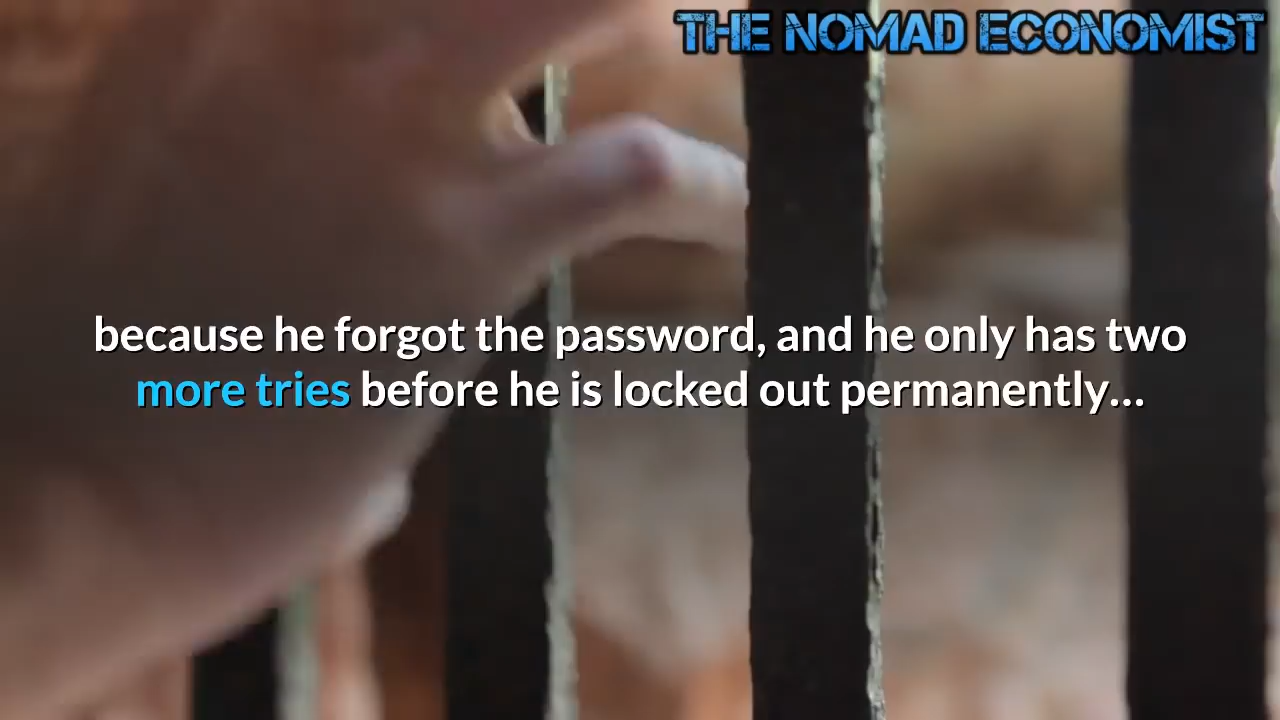 THE NOMAD ECONOMIST
because he forgot the password, and he only has two
more tries before he is locked out permanently...